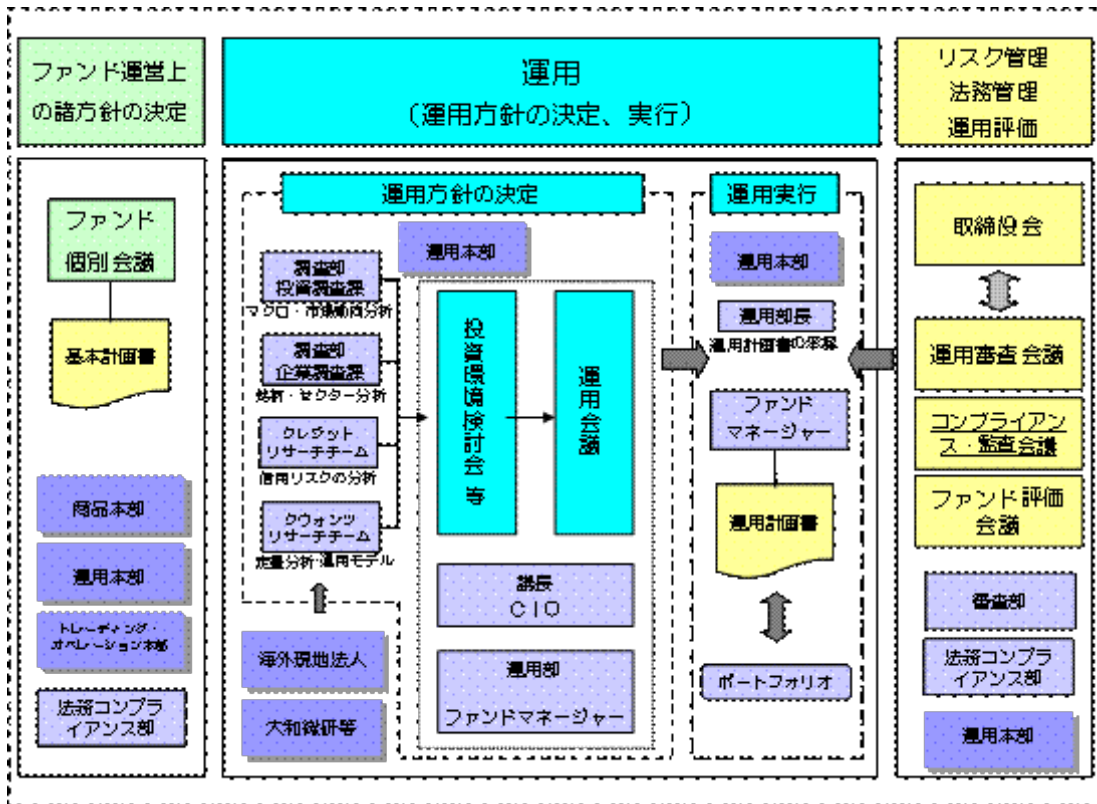 ファンド運営上
の諸方針の決定
運用
(運用方針の決定、実行)
リスク管理
法務管理
運用評価
ファンド
個別会議
基本計画書
商品本部
運用本部
トレーディング・
オペレーション本部
法務コンプラ
イアンス部
運用方針の決定
運用本部
調査部
投資調査課
マクロ・市場動向分析
調査部
企業調査課
銘柄・セクター分析
クレジット
リサーチチーム
信用リスクの分析
クウォンツ
リサーチチーム
定量分析・運用モデル
海外現地法人
大和総研等
投資環境検討会 等
運用会議
議長
CIO
運用部
ファンドマネージャー
運用実行
運用本部
運用部長
運用計画書の承認
ファンド
マネージャー
運用計画書
ポートフォリオ
取締役会
運用審査会議
コンプライアン
ス・監査会議
ファンド評価
会議
審査部
法務コンプラ
イアンス部
運用本部